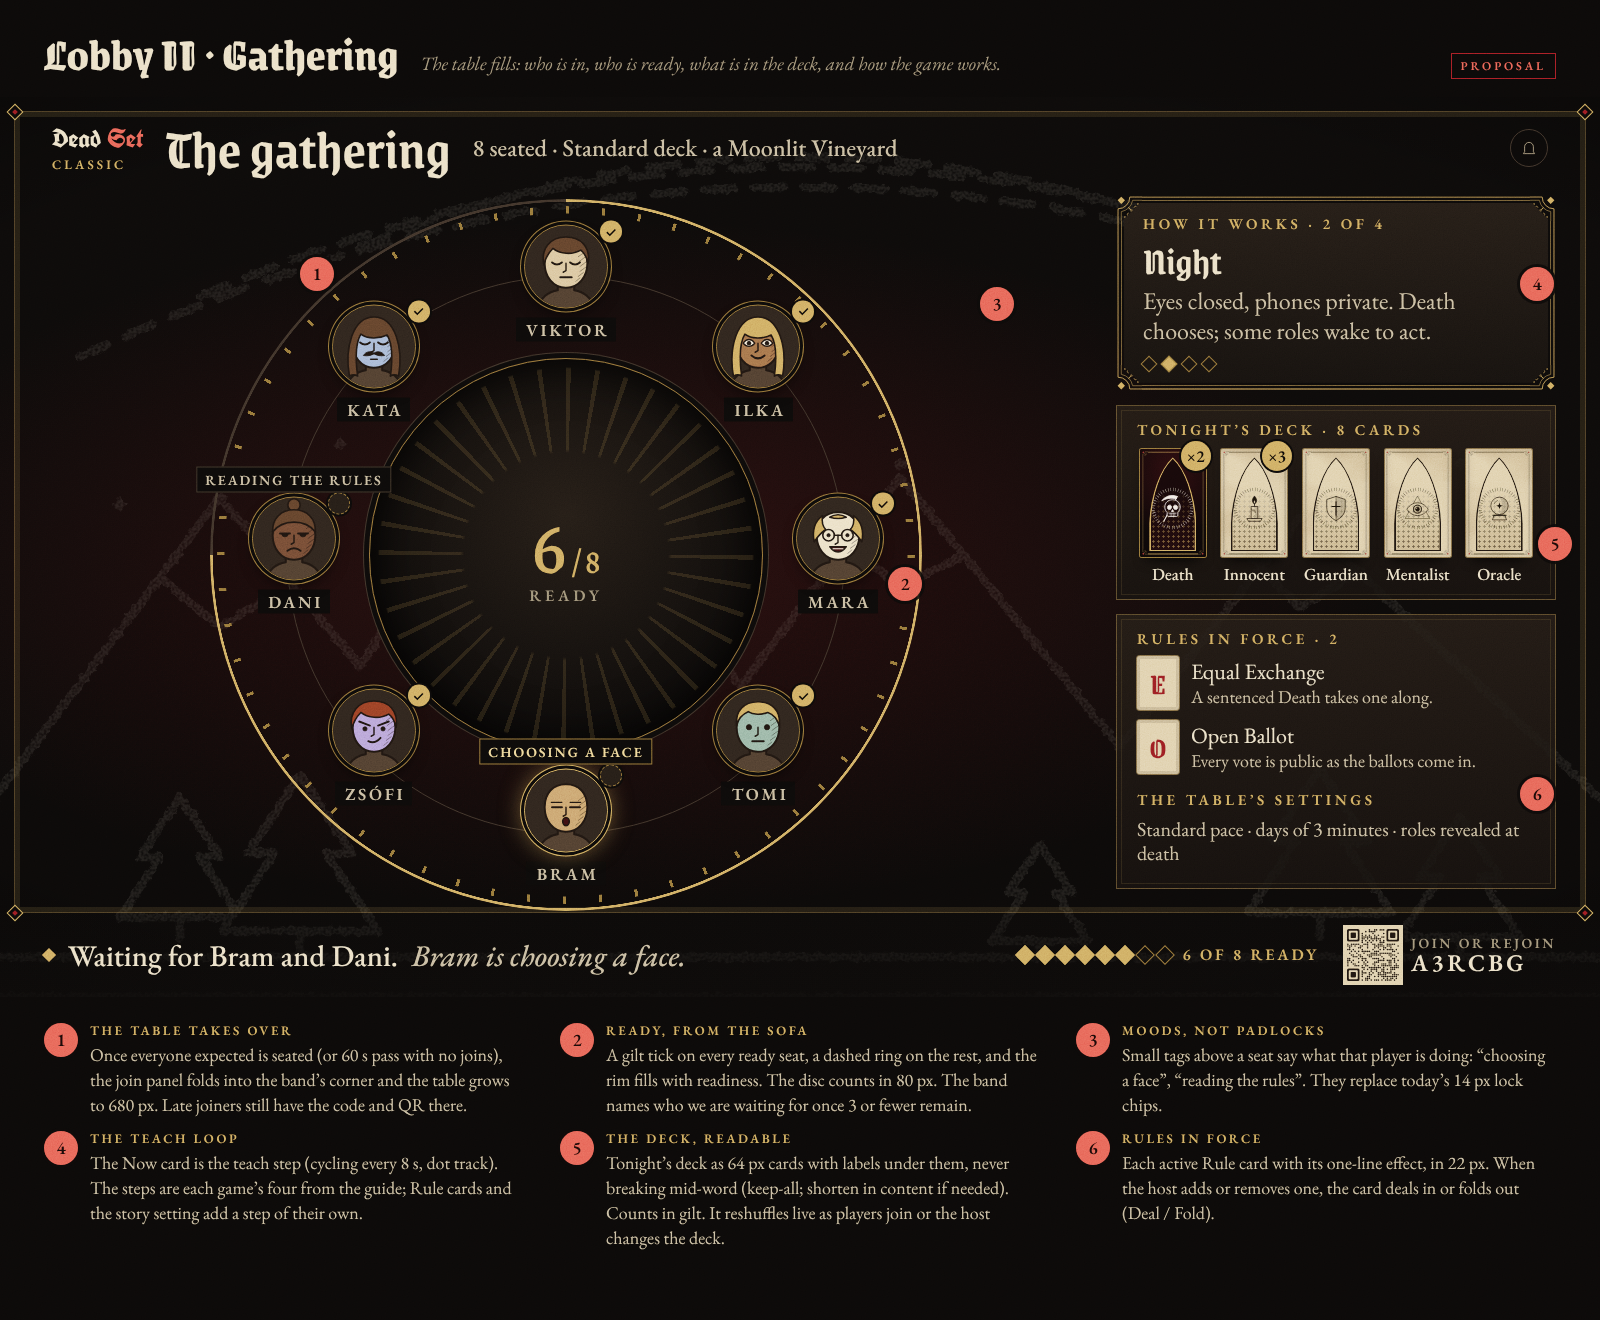 Lobby II · Gathering
The table fills: who is in, who is ready, what is in the deck, and how the game works.
PROPOSAL
Dead Set
CLASSIC
The gathering
8 seated · Standard deck · a Moonlit Vineyard
1
VIKTOR
KATA
ILKA
3
READING THE RULES
DANI
6/8
READY
MARA
2
ZSÓFI
CHOOSING A FACE
BRAM
TOMI
HOW IT WORKS · 2 OF 4
Night
Eyes closed, phones private. Death
chooses; some roles wake to act.
4
TONIGHT'S DECK · 8 CARDS
×2
×3
Death
Innocent
Guardian
Mentalist
Oracle
5
RULES IN FORCE · 2
E
Equal Exchange
A sentenced Death takes one along.
O
Open Ballot
Every vote is public as the ballots come in.
THE TABLE'S SETTINGS
6
Standard pace · days of 3 minutes · roles revealed at
death
Waiting for Bram and Dani. Bram is choosing a face.
6 OF 8 READY
JOIN OR REJOIN
A3RCBG
1
THE TABLE TAKES OVER
Once everyone expected is seated (or 60 s pass with no joins),
the join panel folds into the band's corner and the table grows
to 680 px. Late joiners still have the code and QR there.
2
READY, FROM THE SOFA
A gilt tick on every ready seat, a dashed ring on the rest, and the
rim fills with readiness. The disc counts in 80 px. The band
names who we are waiting for once 3 or fewer remain.
3
MOODS, NOT PADLOCKS
Small tags above a seat say what that player is doing: “choosing
a face”, “reading the rules”. They replace today's 14 px lock
chips.
4
THE TEACH LOOP
The Now card is the teach step (cycling every 8 s, dot track).
The steps are each game's four from the guide; Rule cards and
the story setting add a step of their own.
5
THE DECK, READABLE
Tonight's deck as 64 px cards with labels under them, never
breaking mid-word (keep-all; shorten in content if needed).
Counts in gilt. It reshuffles live as players join or the host
changes the deck.
6
RULES IN FORCE
Each active Rule card with its one-line effect, in 22 px. When
the host adds or removes one, the card deals in or folds out
(Deal / Fold).